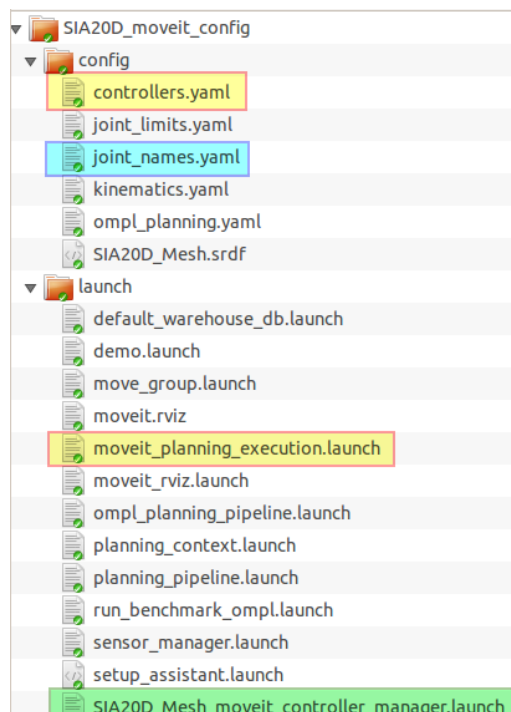 SIA20D_moveit_config
config
controllers.yaml
joint_limits.yaml
joint_names.yaml
kinematics.yaml
ompl_planning.yaml
SIA20D_Mesh.srdf
launch
default_warehouse_db.launch
demo.launch
move_group.launch
moveit.rviz
moveit_planning_execution.launch
moveit_rviz.launch
ompl_planning_pipeline.launch
planning_context.launch
planning_pipeline.launch
run_benchmark_ompl.launch
sensor_manager.launch
setup_assistant.launch
SIA20D_Mesh_moveit_controller_manager.launch